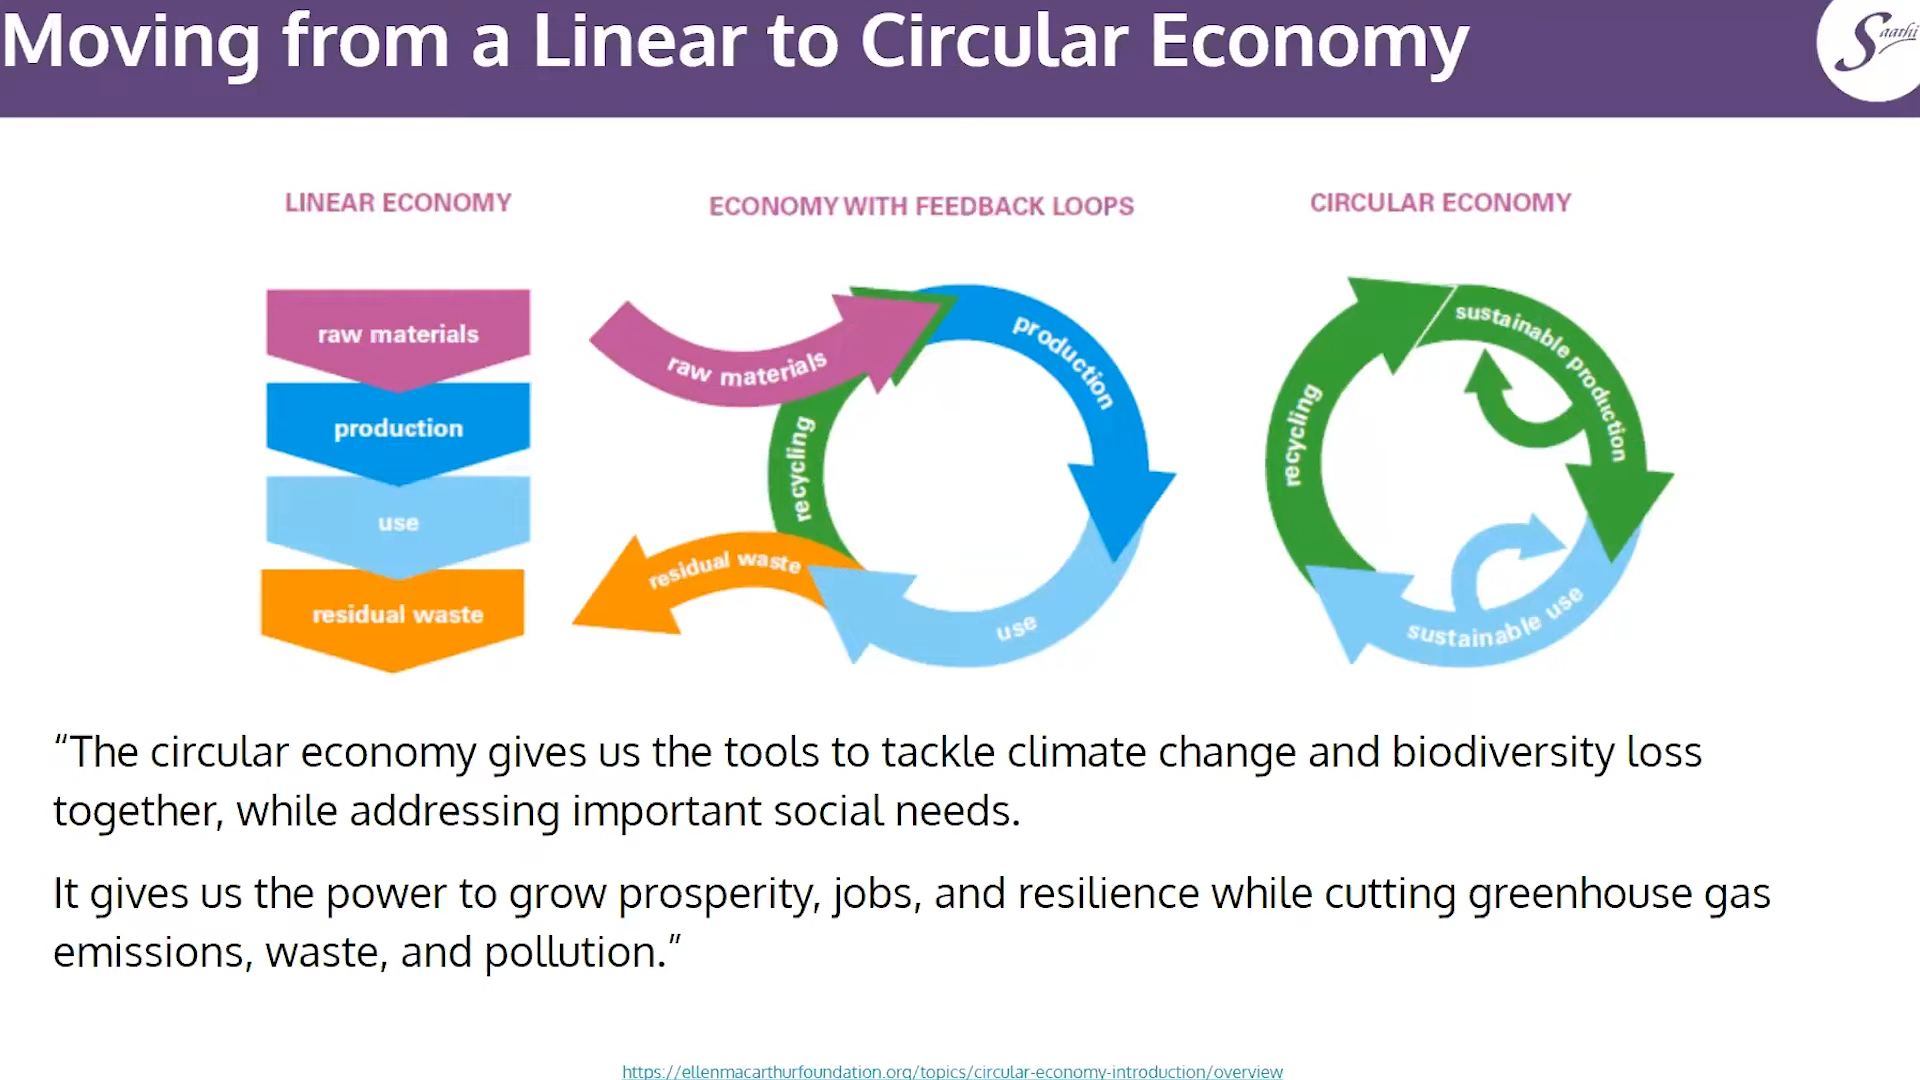 Moving from a Linear to Circular Economy
Saathi
LINEAR ECONOMY
raw materials
production
use
residual waste
ECONOMY WITH FEEDBACK LOOPS
raw materials
production
recycling
residual waste
use
CIRCULAR ECONOMY
sustainable production
recycling
sustainable use
“The circular economy gives us the tools to tackle climate change and biodiversity loss
together, while addressing important social needs.
It gives us the power to grow prosperity, jobs, and resilience while cutting greenhouse gas
emissions, waste, and pollution.”
https://ellenmacarthurfoundation.org/topics/circular-economy-introduction/overview